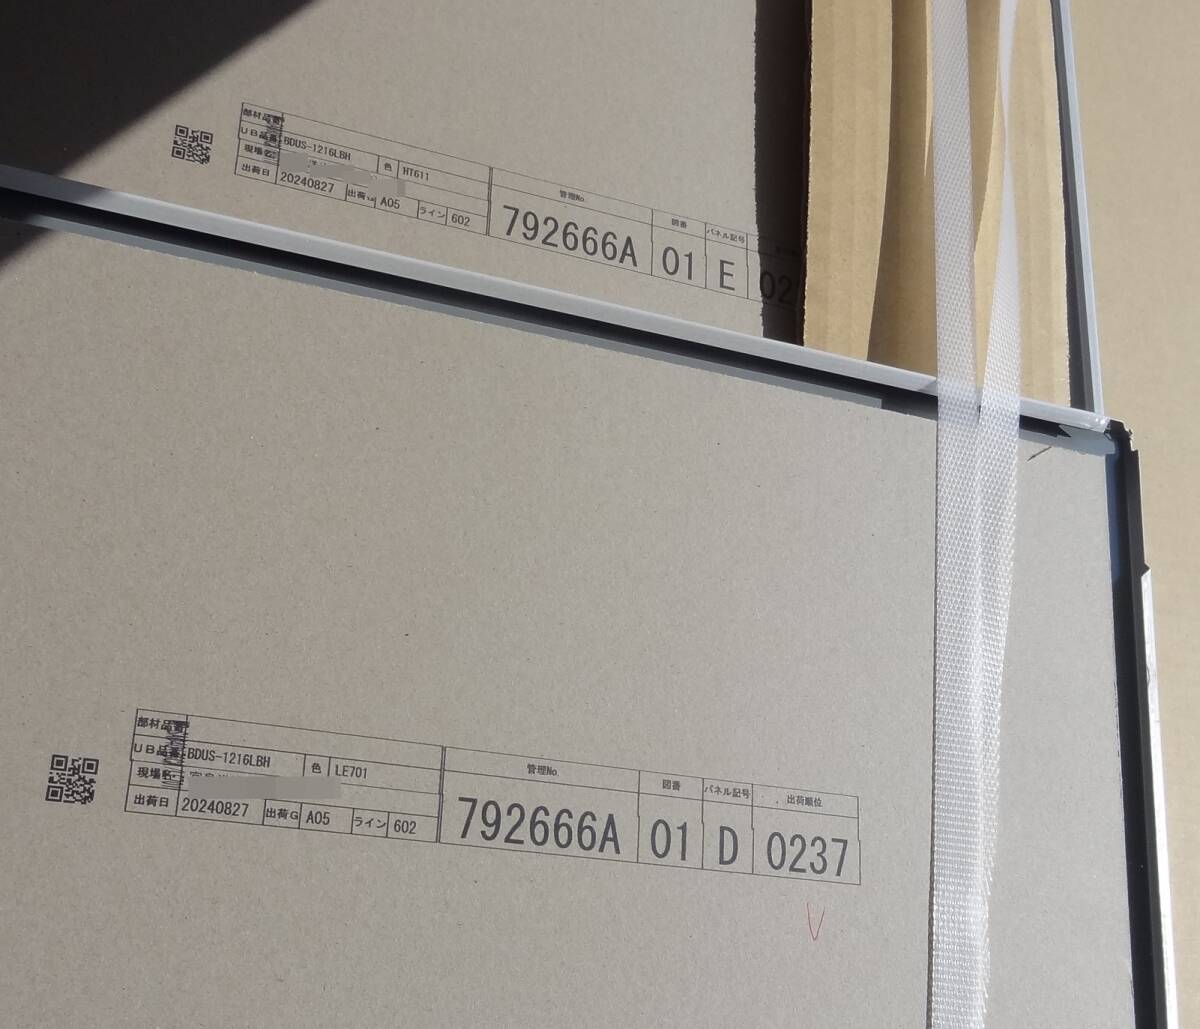 部材品番
UB品番 BDUS-1216LBH 色 HT611
現場名
出荷日 20240827 出荷G A05 ライン 602
管理No. 図番 パネル記号
792666A 01 E 02
部材品番
UB品番 BDUS-1216LBH 色 LE701
現場名
出荷日 20240827 出荷G A05 ライン 602
管理No. 図番 パネル記号 出荷順位
792666A 01 D 0237